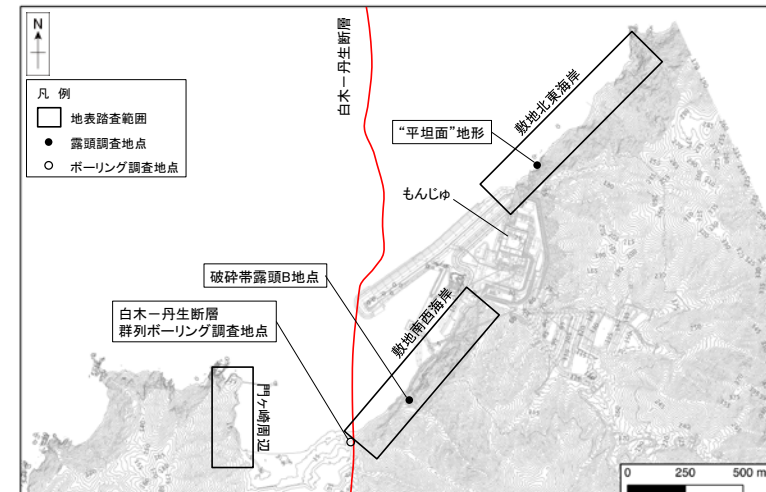 N
白木－丹生断層
凡 例
地表踏査範囲
露頭調査地点
ボーリング調査地点
敷地北東海岸
“平坦面”地形
もんじゅ
破砕帯露頭B地点
白木－丹生断層
群列ボーリング調査地点
敷地南西海岸
門ヶ崎周辺
0 250 500 m